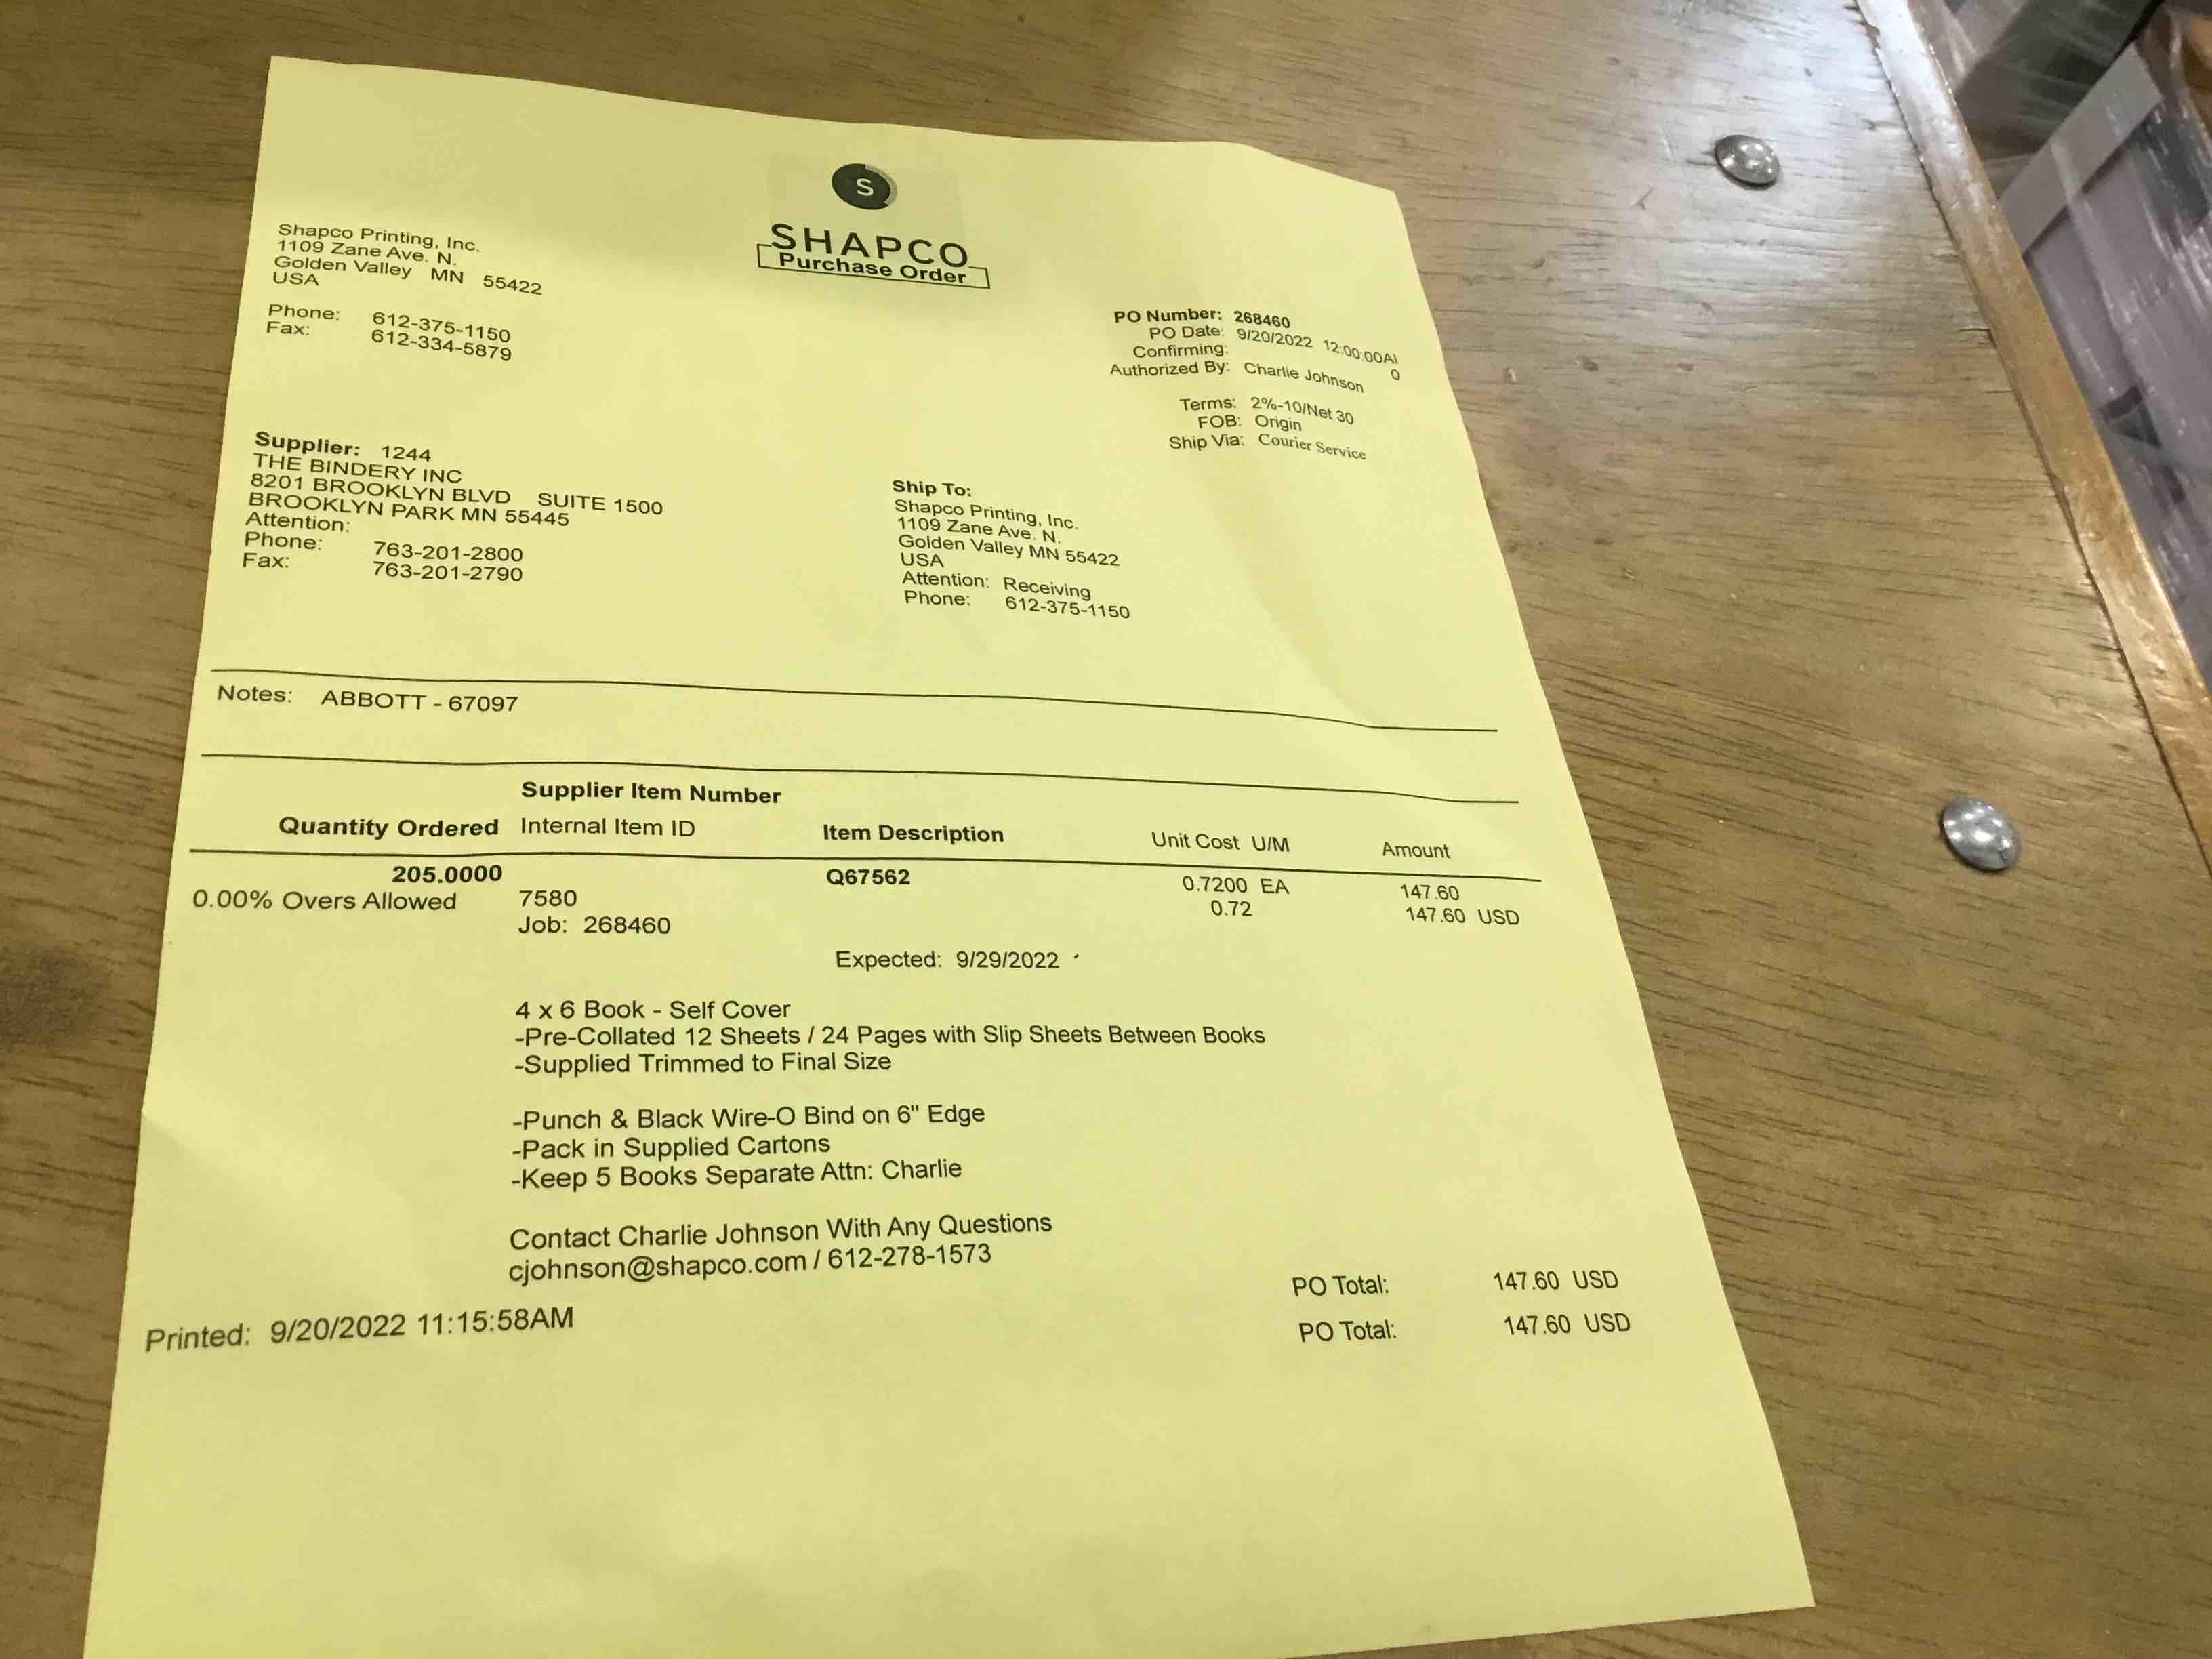 S
SHAPCO
Purchase Order
Shapco Printing, Inc.
1109 Zane Ave. N.
Golden Valley MN 55422
USA
Phone: 612-375-1150
Fax: 612-334-5879
PO Number: 268460
PO Date: 9/20/2022 12:00:00AM
Confirming: 0
Authorized By: Charlie Johnson
Terms: 2%-10/Net 30
FOB: Origin
Ship Via: Courier Service
Supplier: 1244
THE BINDERY INC
8201 BROOKLYN BLVD SUITE 1500
BROOKLYN PARK MN 55445
Attention:
Phone: 763-201-2800
Fax: 763-201-2790
Ship To:
Shapco Printing, Inc.
1109 Zane Ave. N.
Golden Valley MN 55422
USA
Attention: Receiving
Phone: 612-375-1150
Notes: ABBOTT - 67097
Supplier Item Number
Quantity Ordered Internal Item ID Item Description Unit Cost U/M Amount
205.0000 Q67562 0.7200 EA 147.60
0.00% Overs Allowed 7580 0.72 147.60 USD
Job: 268460
Expected: 9/29/2022
4 x 6 Book - Self Cover
-Pre-Collated 12 Sheets / 24 Pages with Slip Sheets Between Books
-Supplied Trimmed to Final Size
-Punch & Black Wire-O Bind on 6" Edge
-Pack in Supplied Cartons
-Keep 5 Books Separate Attn: Charlie
Contact Charlie Johnson With Any Questions
cjohnson@shapco.com / 612-278-1573
PO Total: 147.60 USD
Printed: 9/20/2022 11:15:58AM
PO Total: 147.60 USD